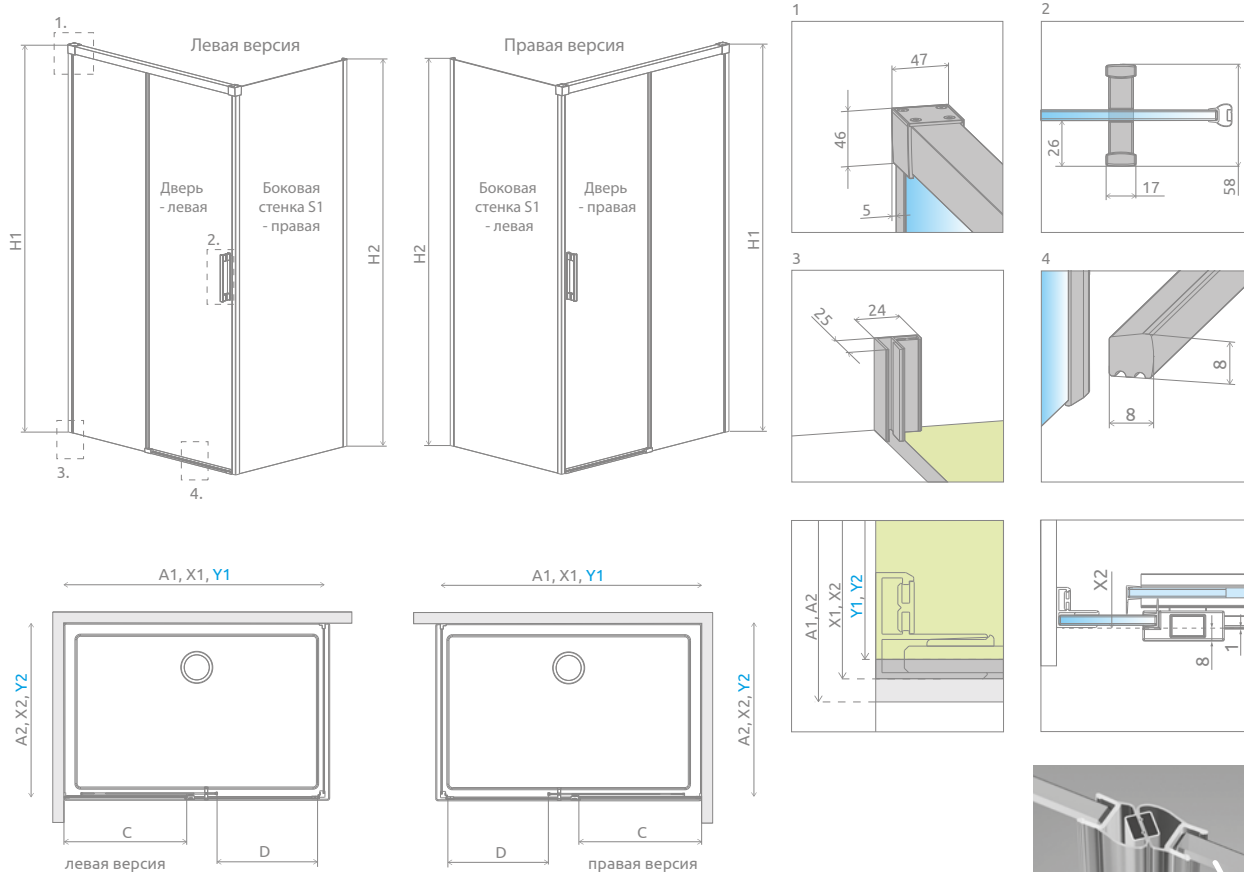 1.
Левая версия
H1
Дверь
- левая
Боковая
стенка S1
- правая
2.
H2
3.
4.
Правая версия
H2
Боковая
стенка S1
- левая
Дверь
- правая
H1
1
47
46
5
2
26
17
58
3
25
24
4
8
8
A1, X1, Y1
A2, X2, Y2
C
D
левая версия
A1, X1, Y1
A2, X2, Y2
D
C
правая версия
A1, A2
X1, X2
Y1, Y2
X2
8
1